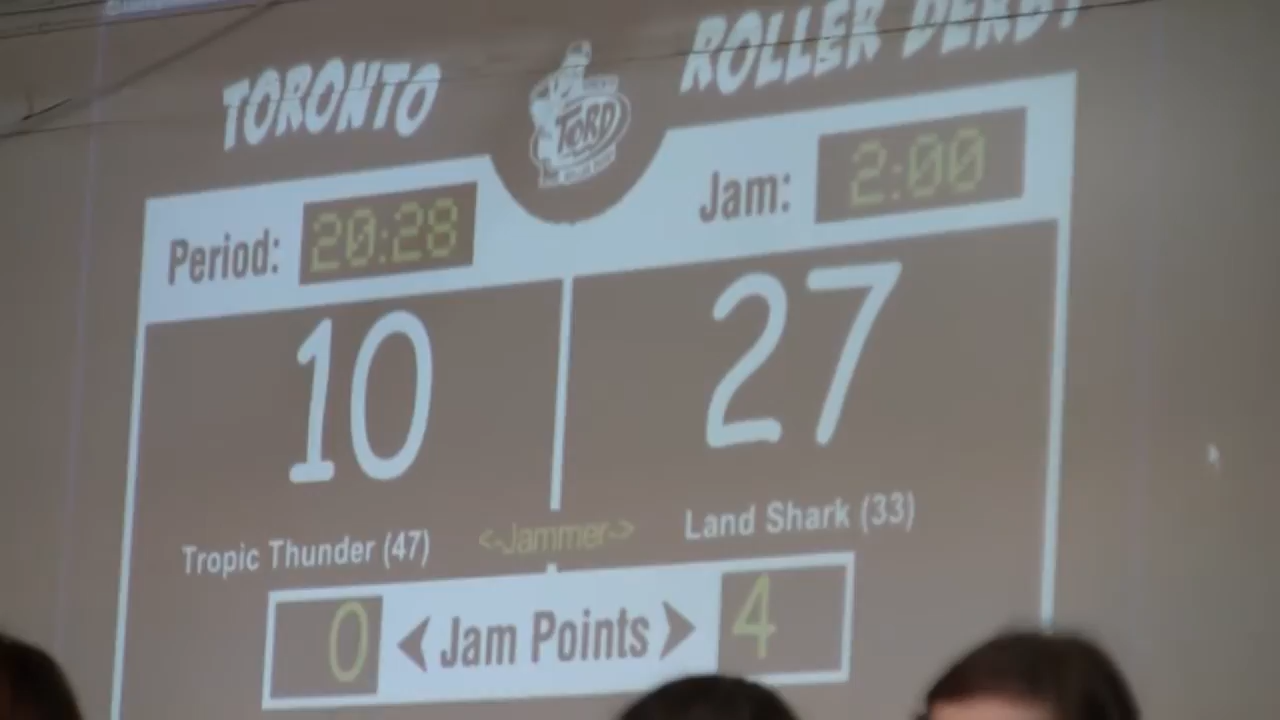 TORONTO
ROLLER DERBY
TORD
Period: 20:28
Jam: 2:00
10
27
Tropic Thunder (47)
<-Jammer->
Land Shark (33)
0
Jam Points
4